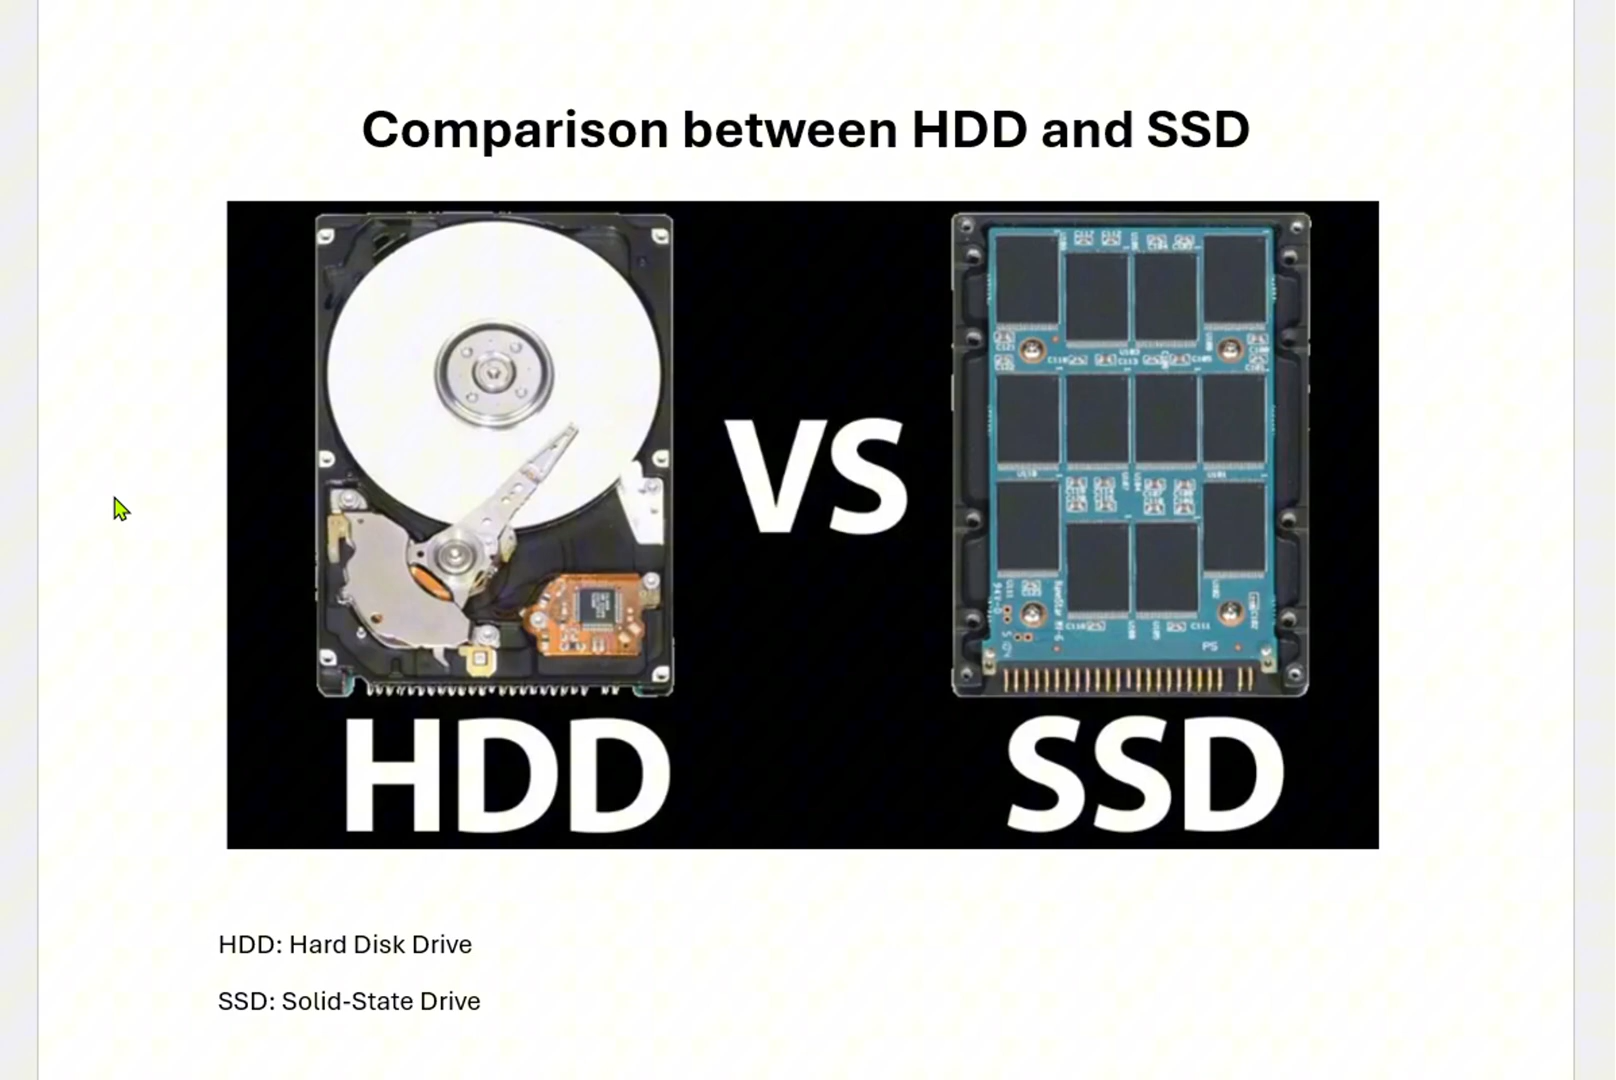 Comparison between HDD and SSD
VS
HDD
SSD
HDD: Hard Disk Drive
SSD: Solid-State Drive